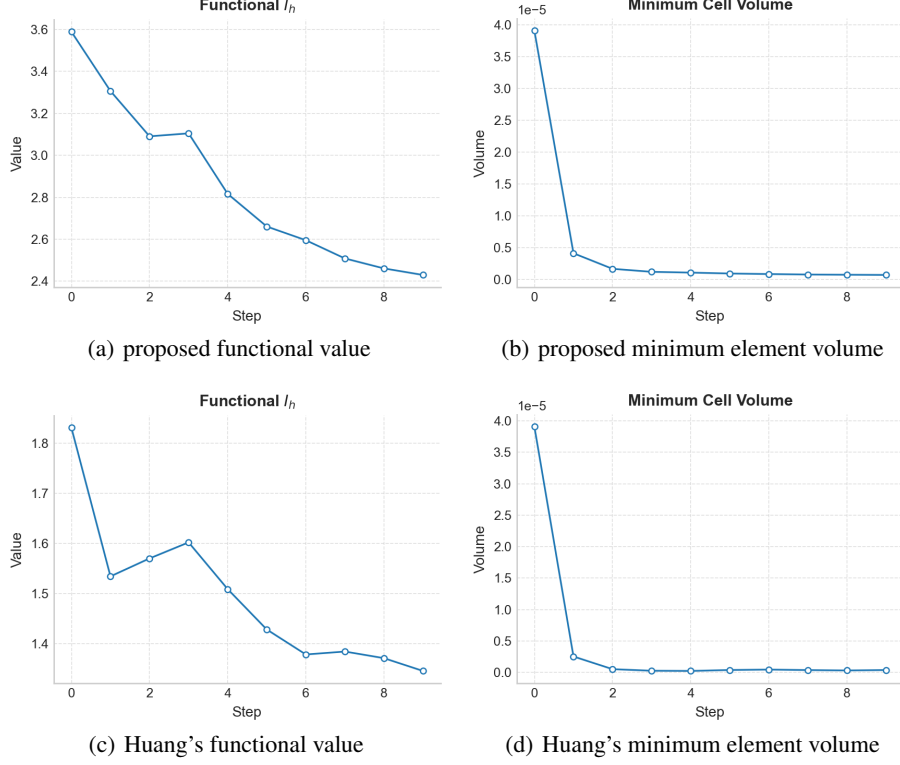 Functional I_h
3.6
3.4
3.2
3.0
2.8
2.6
2.4
Value
0 2 4 6 8
Step
(a) proposed functional value
Minimum Cell Volume
1e−5
4.0
3.5
3.0
2.5
2.0
1.5
1.0
0.5
0.0
Volume
0 2 4 6 8
Step
(b) proposed minimum element volume
Functional I_h
1.8
1.7
1.6
1.5
1.4
Value
0 2 4 6 8
Step
(c) Huang's functional value
Minimum Cell Volume
1e−5
4.0
3.5
3.0
2.5
2.0
1.5
1.0
0.5
0.0
Volume
0 2 4 6 8
Step
(d) Huang's minimum element volume